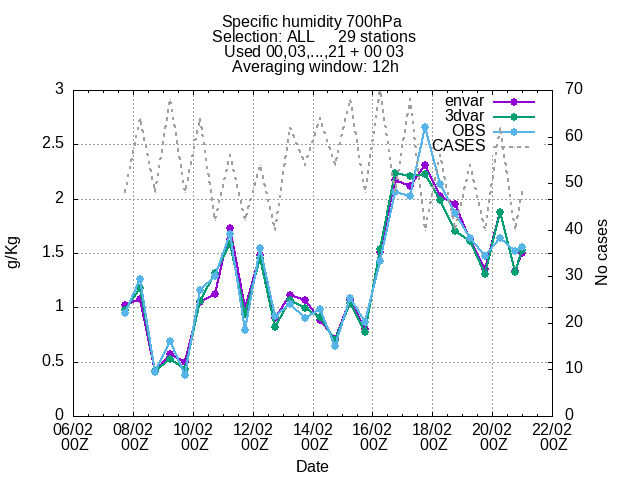 Specific humidity 700hPa
Selection: ALL 29 stations
Used 00,03,...,21 + 00 03
Averaging window: 12h
envar
3dvar
OBS
CASES
3
2.5
2
1.5
1
0.5
0
70
60
50
40
30
20
10
0
g/Kg
No cases
06/02 08/02 10/02 12/02 14/02 16/02 18/02 20/02 22/02
00Z 00Z 00Z 00Z 00Z 00Z 00Z 00Z 00Z
Date